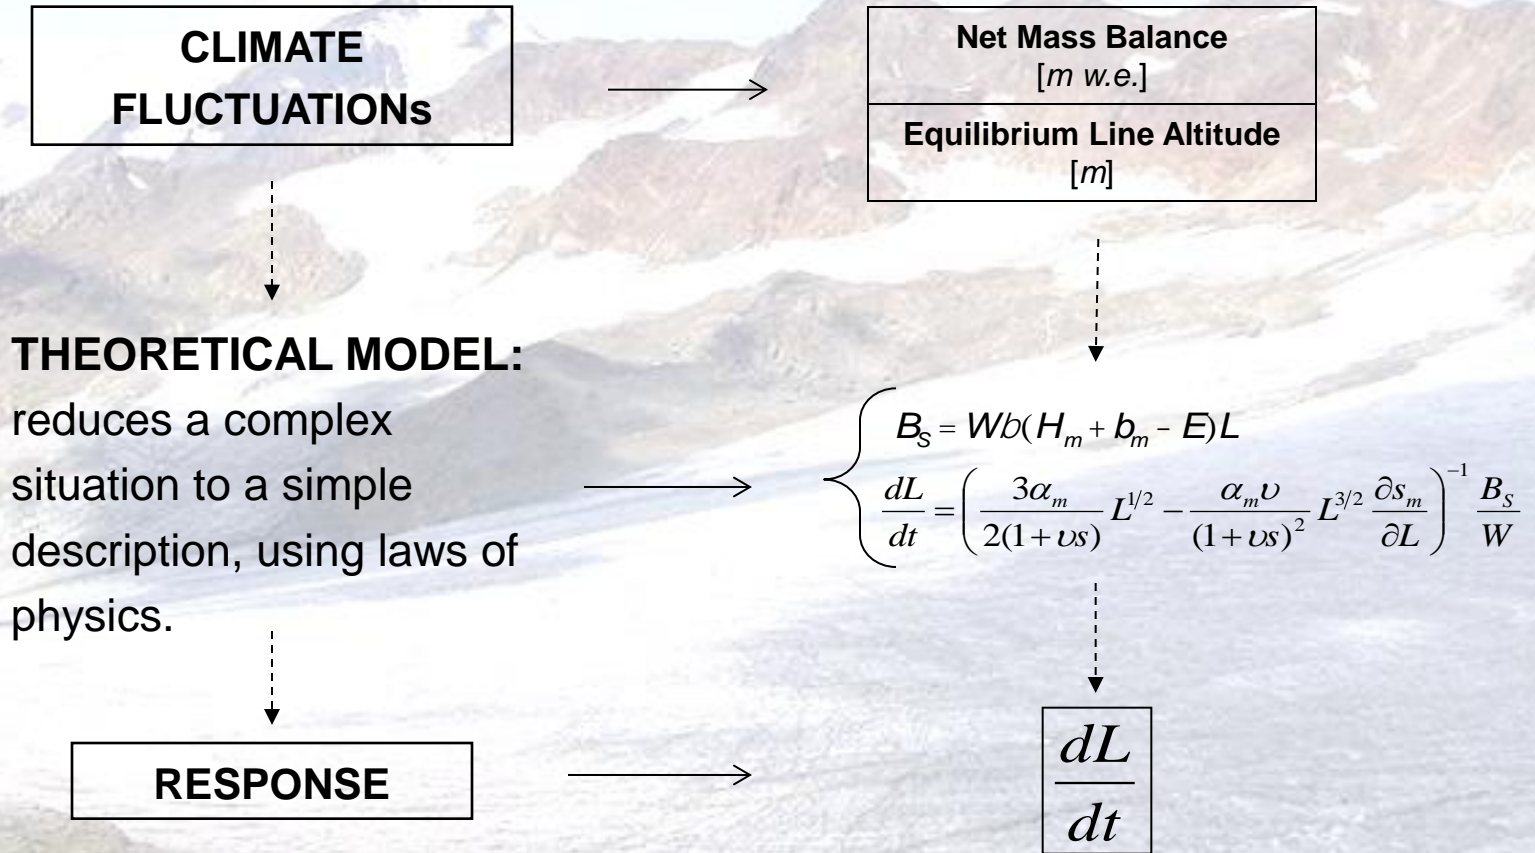 CLIMATE
FLUCTUATIONs
Net Mass Balance
[m w.e.]
Equilibrium Line Altitude
[m]
THEORETICAL MODEL:
reduces a complex
situation to a simple
description, using laws of
physics.
B_S = Wb(H_m + b_m − E)L
dL/dt = (3α_m/2(1+υs) L^{1/2} − α_mυ/(1+υs)^2 L^{3/2} ∂s_m/∂L)^{−1} B_S/W
RESPONSE
dL/dt